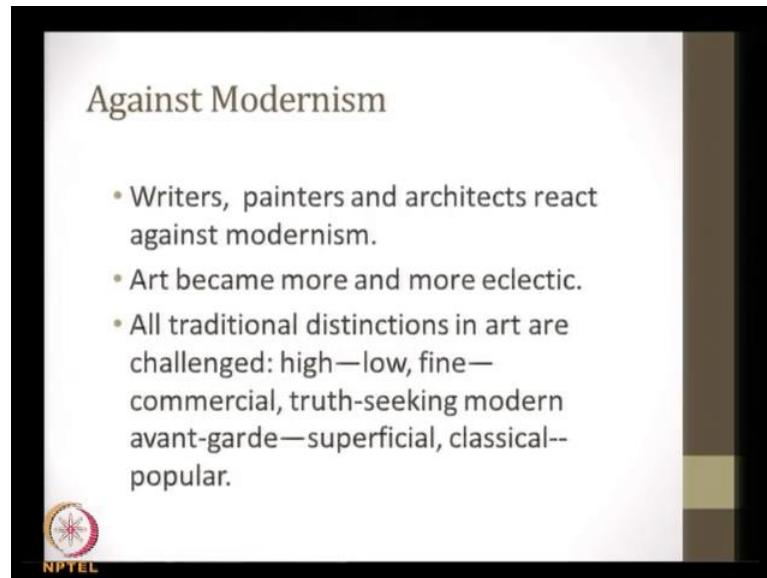 Against Modernism
• Writers, painters and architects react
against modernism.
• Art became more and more eclectic.
• All traditional distinctions in art are
challenged: high—low, fine—
commercial, truth-seeking modern
avant-garde—superficial, classical--
popular.
NPTEL